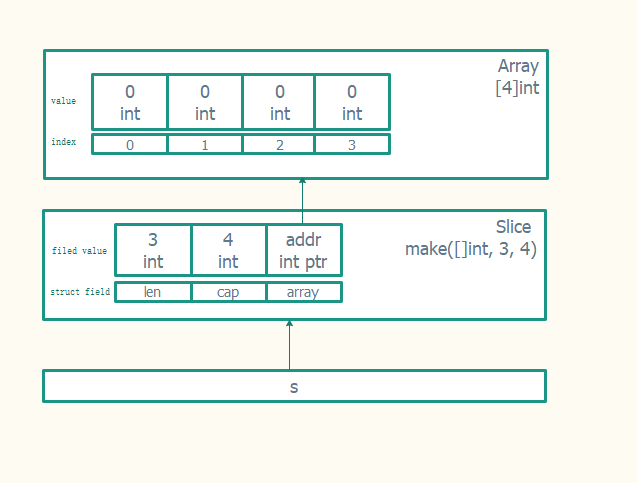 Array
[4]int
value
0 0 0 0
int int int int
index
0 1 2 3
Slice
make([]int, 3, 4)
filed value
3 4 addr
int int int ptr
struct field
len cap array
s